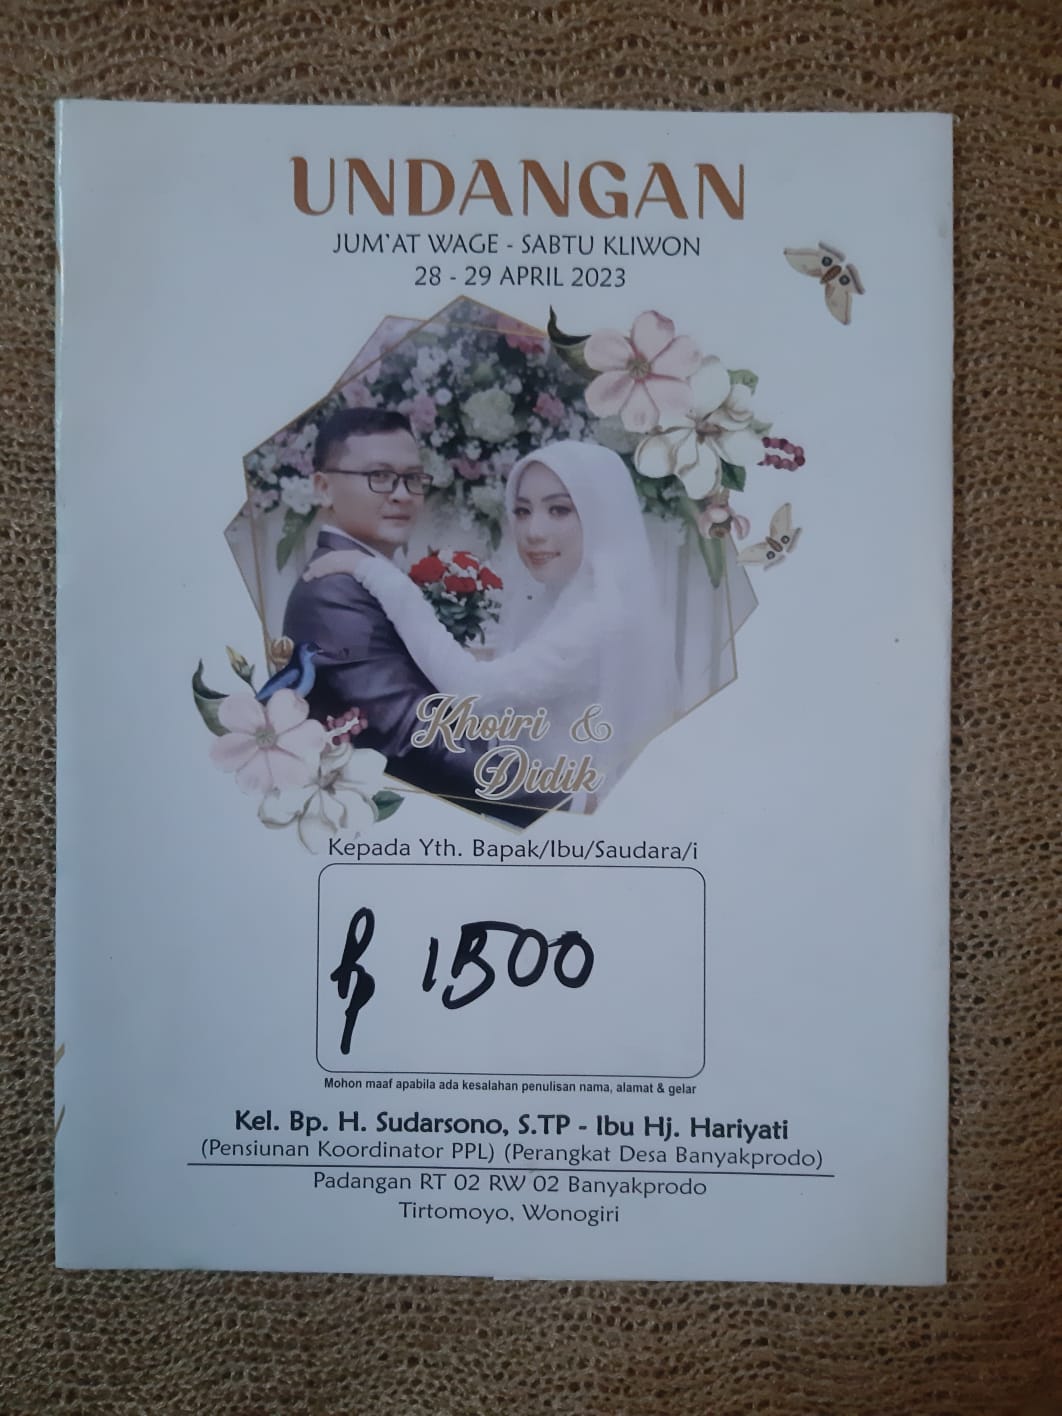 UNDANGAN
JUM'AT WAGE - SABTU KLIWON
28 - 29 APRIL 2023
Khoiri &
Didik
Kepada Yth. Bapak/Ibu/Saudara/i
Rp 1500
Mohon maaf apabila ada kesalahan penulisan nama, alamat & gelar
Kel. Bp. H. Sudarsono, S.TP - Ibu Hj. Hariyati
(Pensiunan Koordinator PPL) (Perangkat Desa Banyakprodo)
Padangan RT 02 RW 02 Banyakprodo
Tirtomoyo, Wonogiri